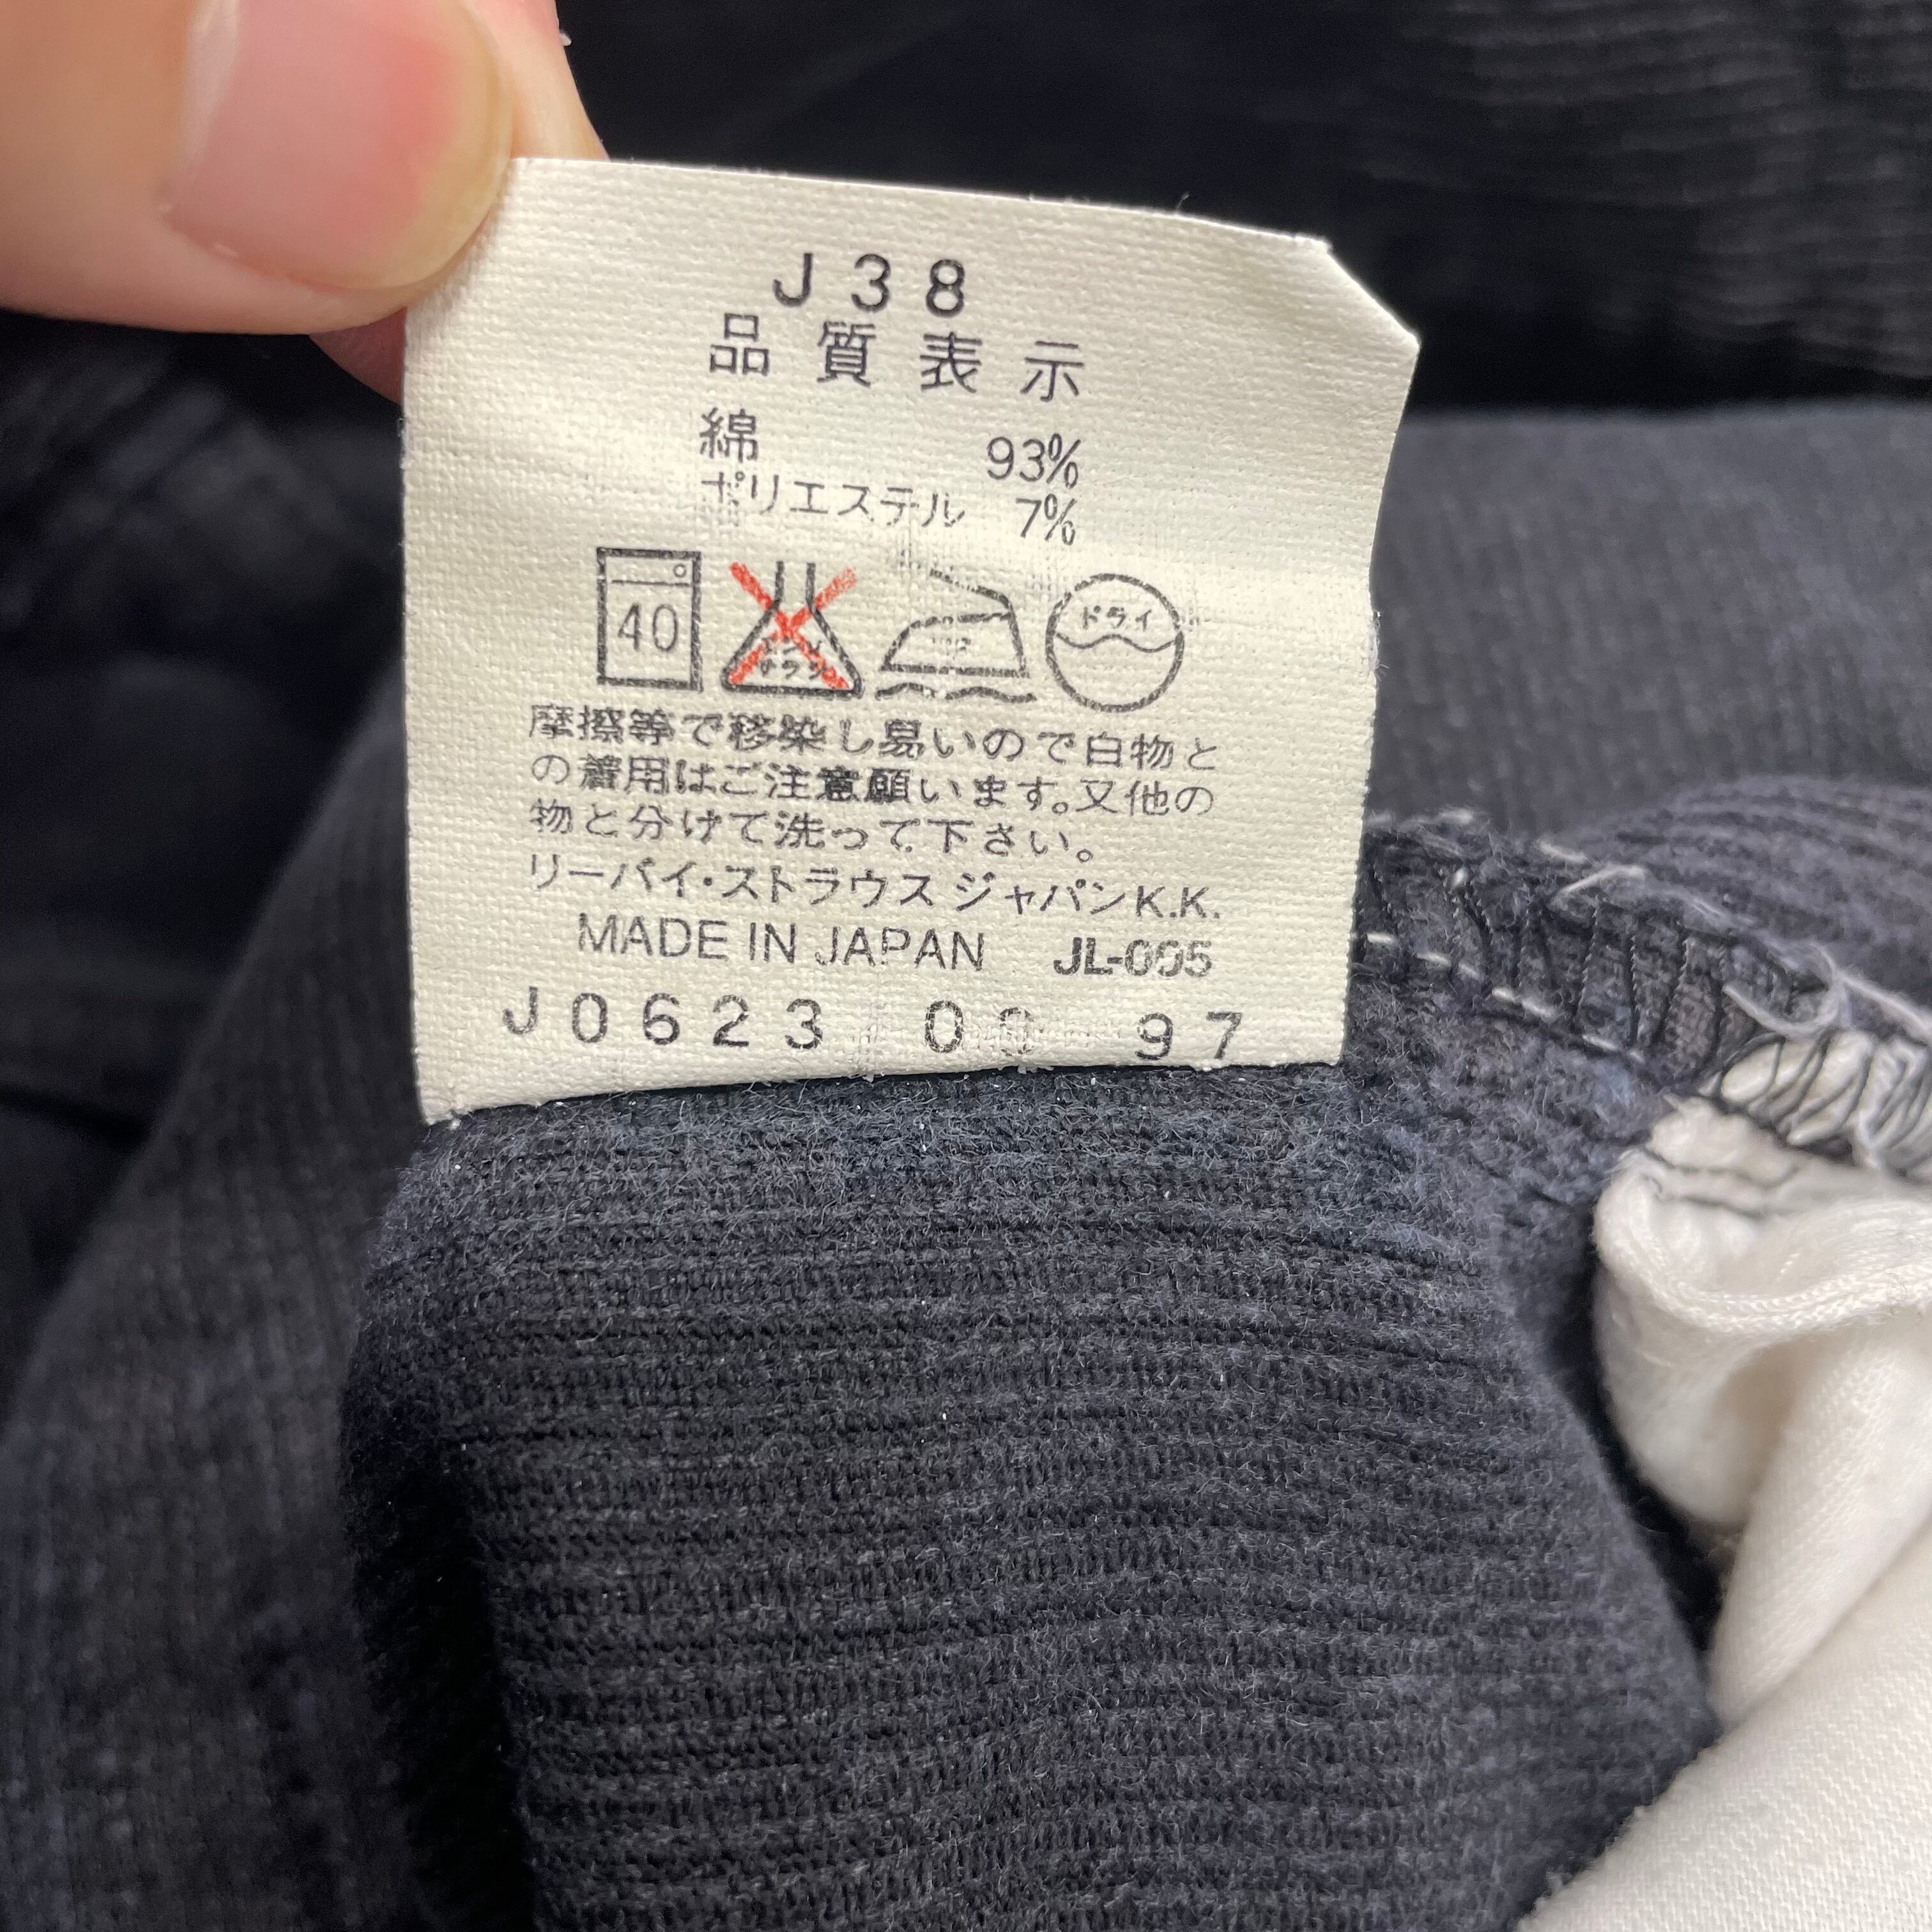 J38
品質表示
綿 93%
ポリエステル 7%
40 ドライ
摩擦等で移染し易いので白物と
の着用はご注意願います。又他の
物と分けて洗って下さい。
リーバイ・ストラウス ジャパンK.K.
MADE IN JAPAN JL-005
J0623 97